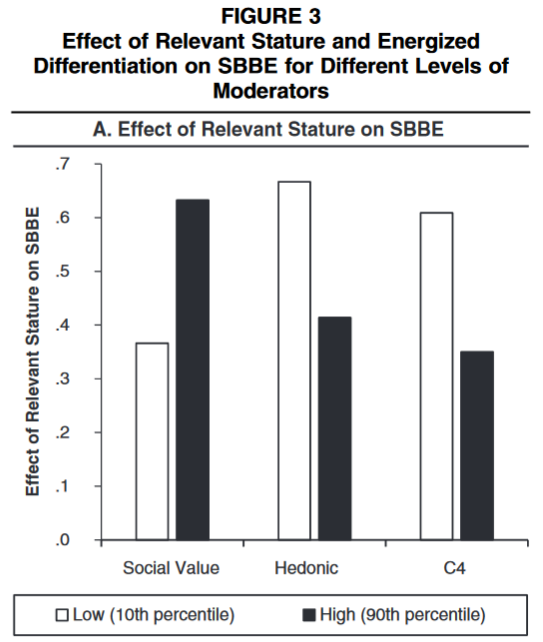 FIGURE 3
Effect of Relevant Stature and Energized
Differentiation on SBBE for Different Levels of
Moderators
A. Effect of Relevant Stature on SBBE
Effect of Relevant Stature on SBBE
.7
.6
.5
.4
.3
.2
.1
.0
Social Value Hedonic C4
Low (10th percentile) High (90th percentile)